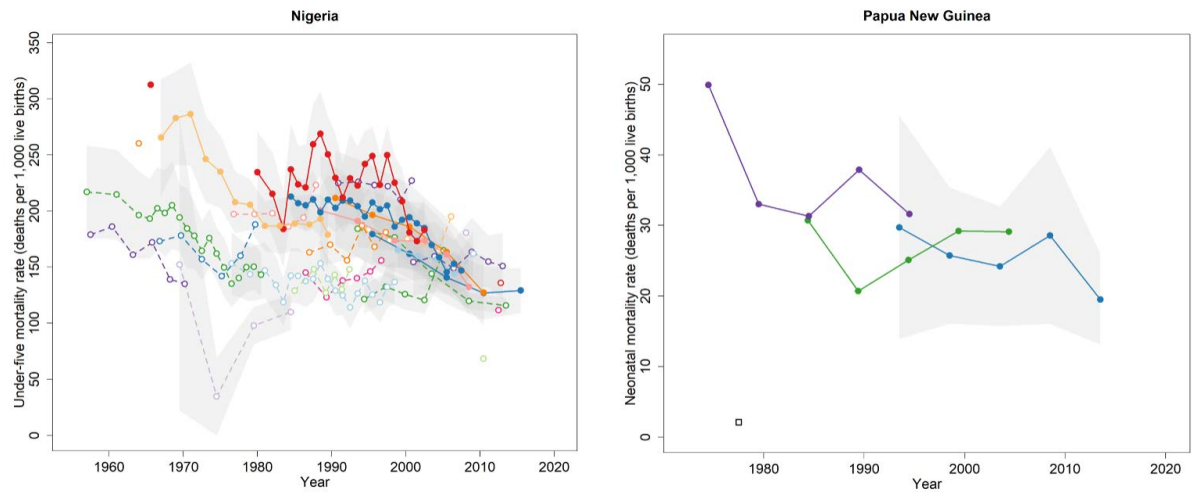 Nigeria
Under-five mortality rate (deaths per 1,000 live births)
350
300
250
200
150
100
50
0
1960 1970 1980 1990 2000 2010 2020
Year
Papua New Guinea
Neonatal mortality rate (deaths per 1,000 live births)
50
40
30
20
10
0
1980 1990 2000 2010 2020
Year